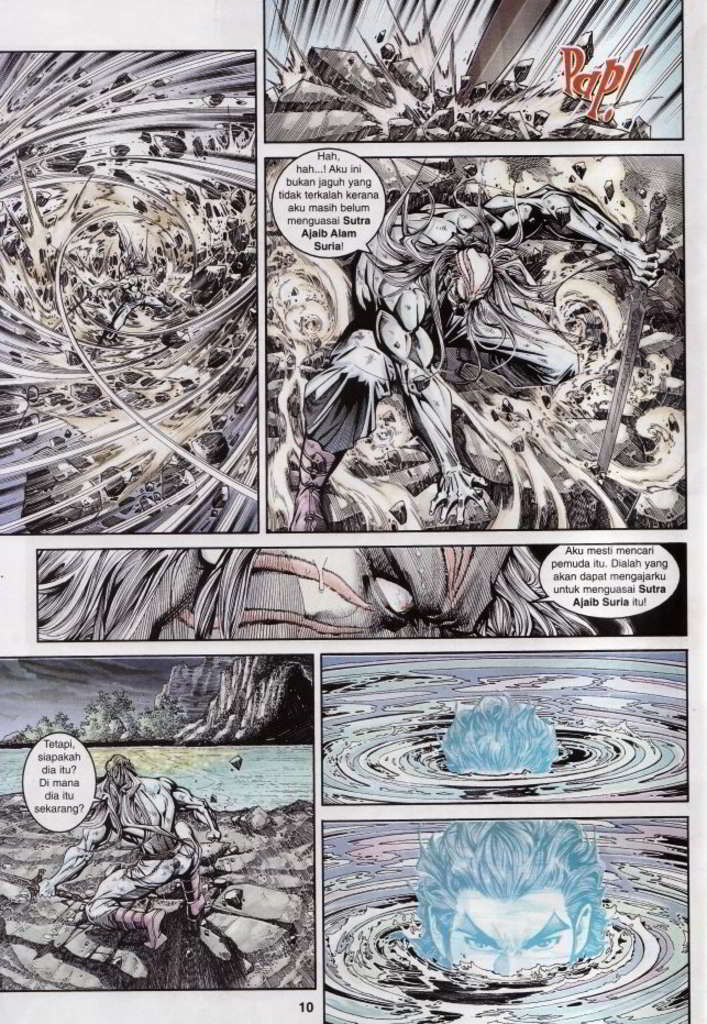 Pap!
Hah,
hah...! Aku ini
bukan jaguh yang
tidak terkalah kerana
aku masih belum
menguasai Sutra
Ajaib Alam
Suria!
Aku mesti mencari
pemuda itu. Dialah yang
akan dapat mengajarku
untuk menguasai Sutra
Ajaib Suria itu!
Tetapi,
siapakah
dia itu?
Di mana
dia itu
sekarang?
10